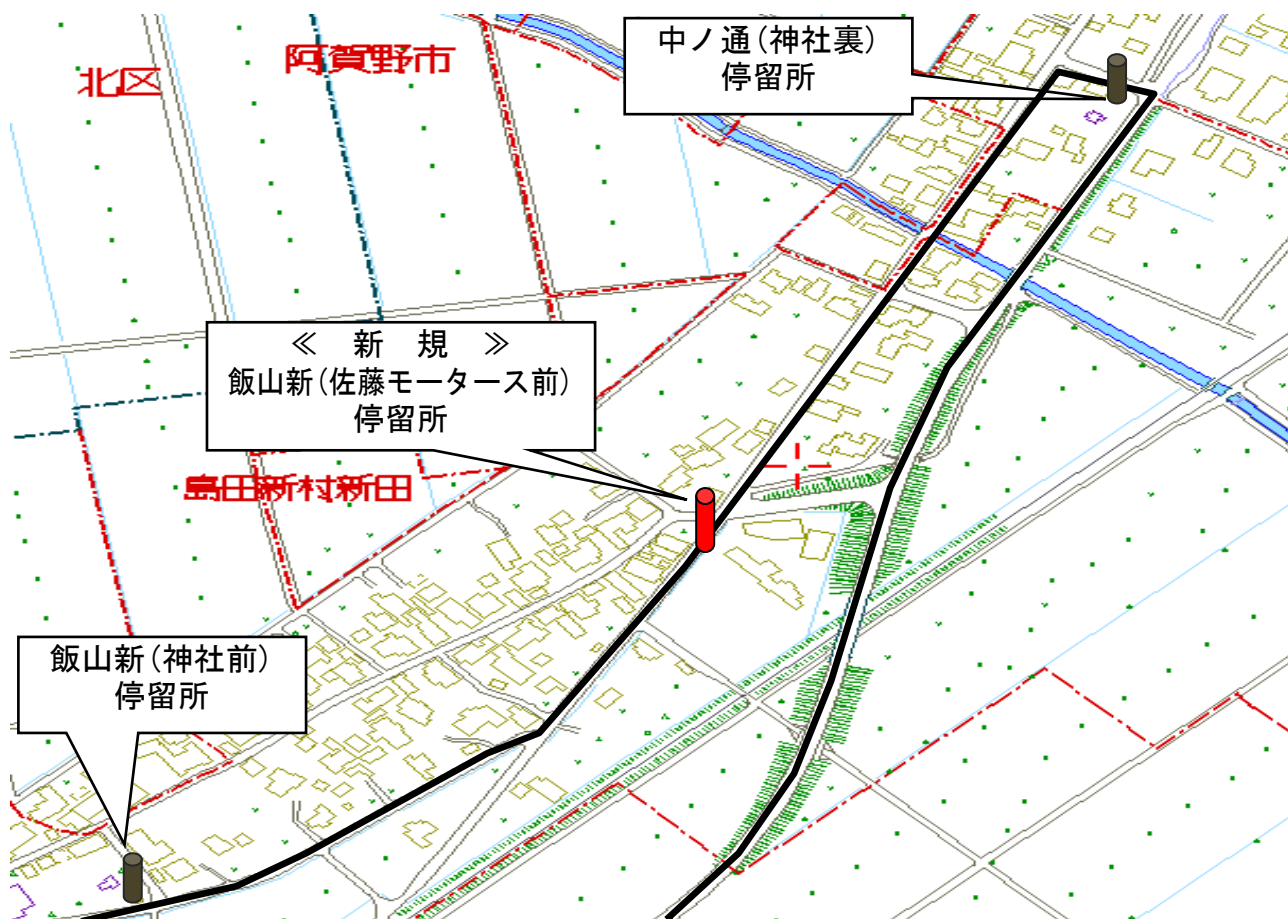 中ノ通(神社裏)
停留所
阿賀野市
北区
≪ 新 規 ≫
飯山新(佐藤モータース前)
停留所
島田新村新田
飯山新(神社前)
停留所